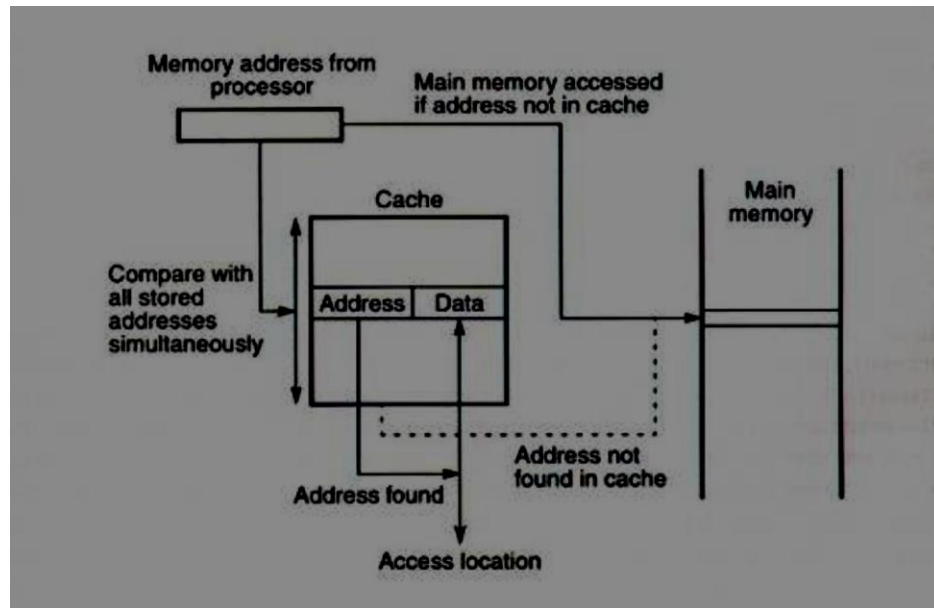 Memory address from
processor
Main memory accessed
if address not in cache
Main
memory
Cache
Compare with
all stored
addresses
simultaneously
Address
Data
Address not
found in cache
Address found
Access location